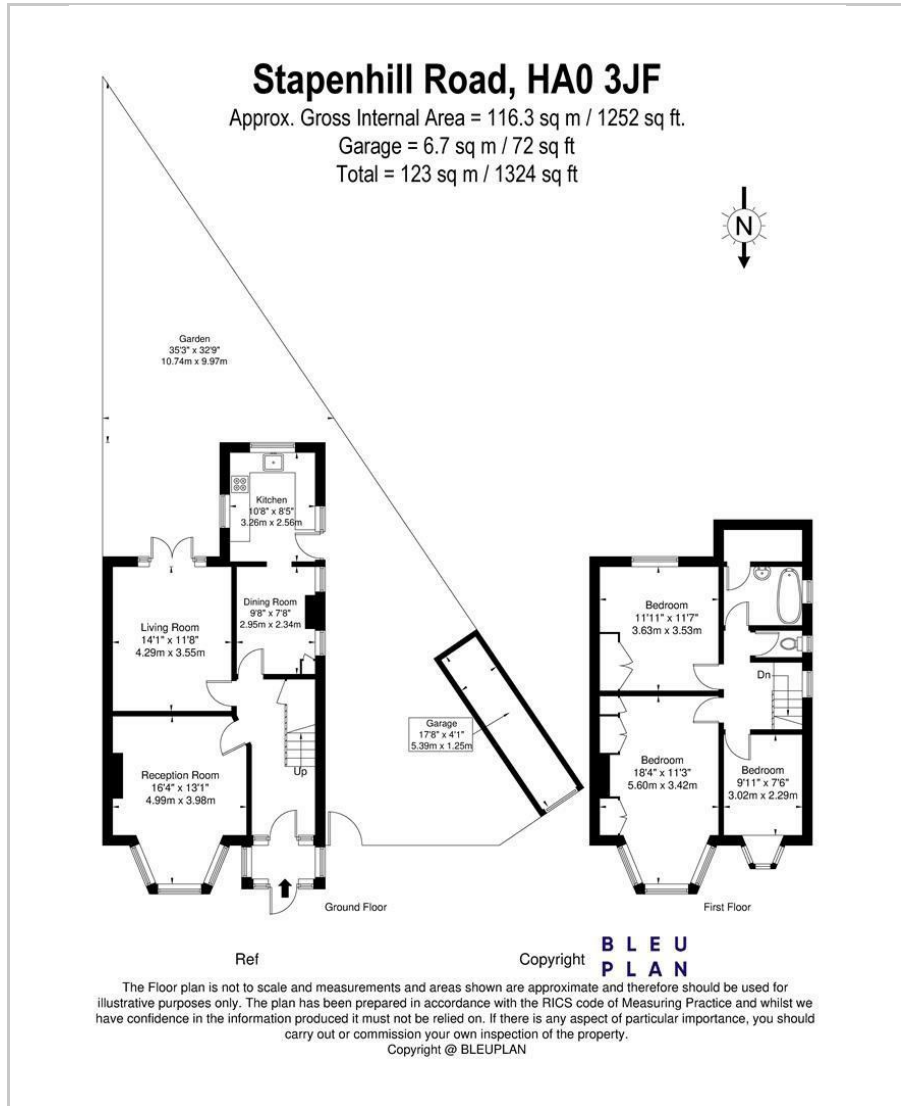 Stapenhill Road, HA0 3JF
Approx. Gross Internal Area = 116.3 sq m / 1252 sq ft.
Garage = 6.7 sq m / 72 sq ft
Total = 123 sq m / 1324 sq ft
N
Garden
35'3" x 32'9"
10.74m x 9.97m
Kitchen
10'8" x 8'5"
3.26m x 2.56m
Dining Room
9'8" x 7'8"
2.95m x 2.34m
Living Room
14'1" x 11'8"
4.29m x 3.55m
Reception Room
16'4" x 13'1"
4.99m x 3.98m
Up
Garage
17'8" x 4'1"
5.39m x 1.25m
Ground Floor
Bedroom
11'11" x 11'7"
3.63m x 3.53m
Dn
Bedroom
18'4" x 11'3"
5.60m x 3.42m
Bedroom
9'11" x 7'6"
3.02m x 2.29m
First Floor
Ref
Copyright
BLEU
PLAN
The Floor plan is not to scale and measurements and areas shown are approximate and therefore should be used for
illustrative purposes only. The plan has been prepared in accordance with the RICS code of Measuring Practice and whilst we
have confidence in the information produced it must not be relied on. If there is any aspect of particular importance, you should
carry out or commission your own inspection of the property.
Copyright @ BLEUPLAN